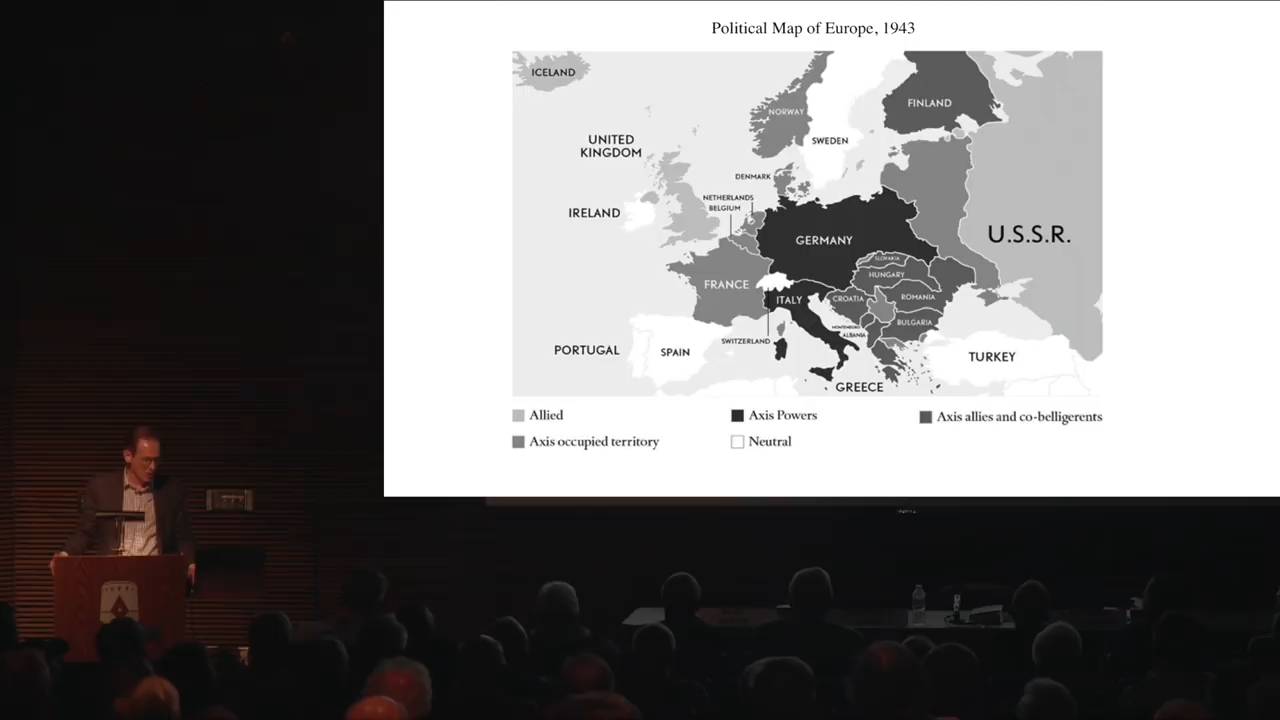 Political Map of Europe, 1943
ICELAND
FINLAND
NORWAY
SWEDEN
UNITED
KINGDOM
DENMARK
NETHERLANDS
BELGIUM
IRELAND
U.S.S.R.
GERMANY
SLOVAKIA
HUNGARY
FRANCE
ITALY
CROATIA
ROMANIA
BULGARIA
MONTENEGRO
ALBANIA
SWITZERLAND
PORTUGAL
SPAIN
TURKEY
GREECE
Allied
Axis Powers
Axis allies and co-belligerents
Axis occupied territory
Neutral